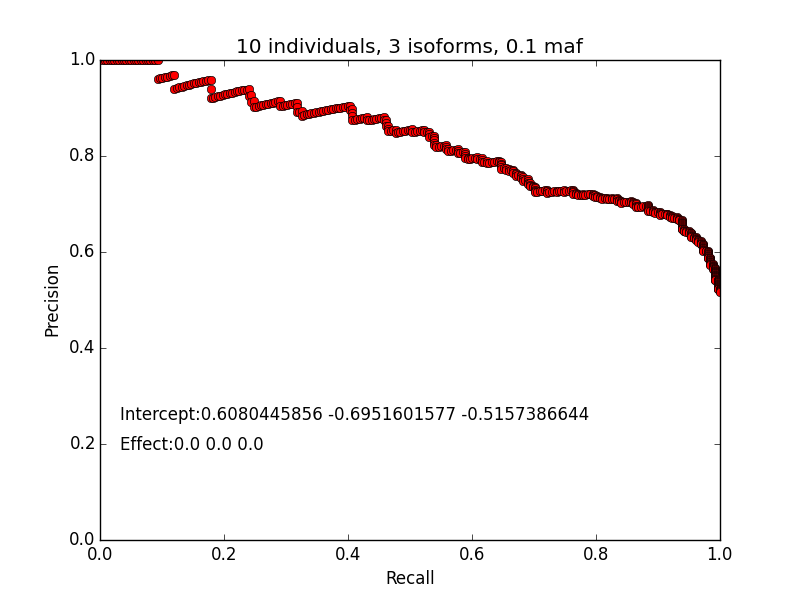 10 individuals, 3 isoforms, 0.1 maf
1.0
0.8
0.6
0.4
0.2
0.0
Precision
Intercept:0.6080445856 -0.6951601577 -0.5157386644
Effect:0.0 0.0 0.0
0.0 0.2 0.4 0.6 0.8 1.0
Recall